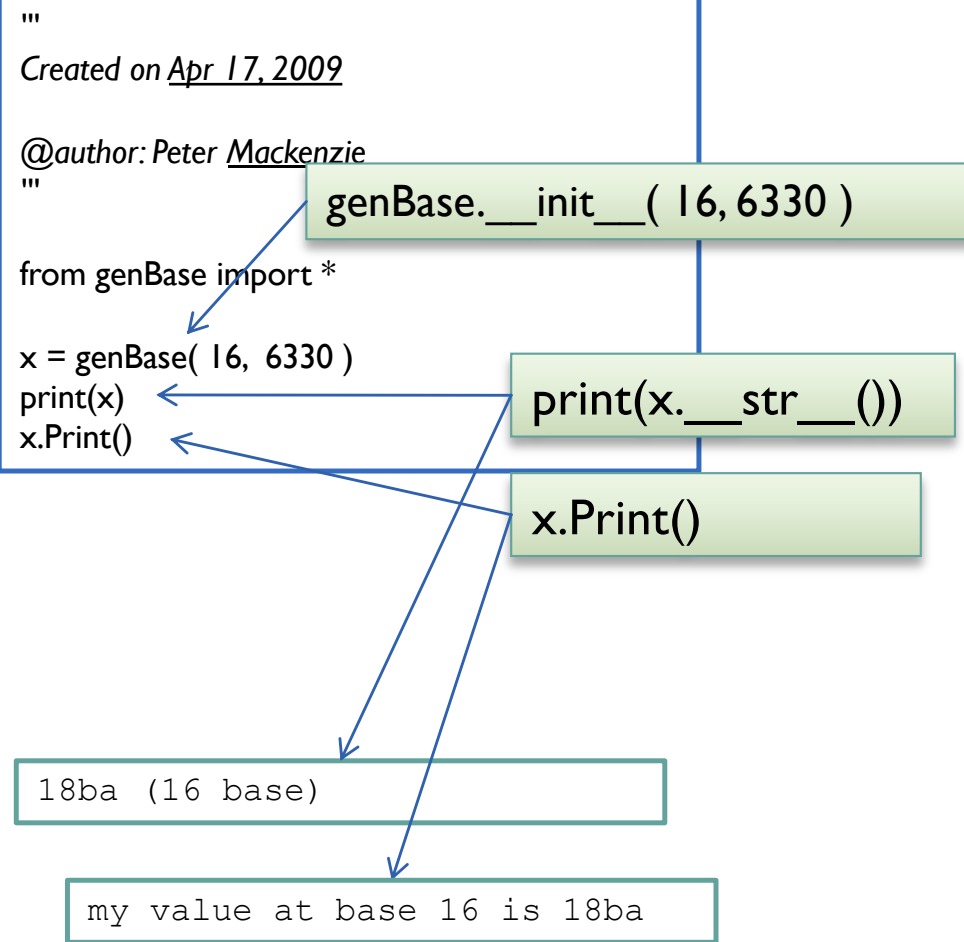 '''
Created on Apr 17, 2009
@author: Peter Mackenzie
'''
genBase.__init__( 16, 6330 )
from genBase import *
x = genBase( 16, 6330 )
print(x)
x.Print()
print(x.__str__())
x.Print()
18ba (16 base)
my value at base 16 is 18ba